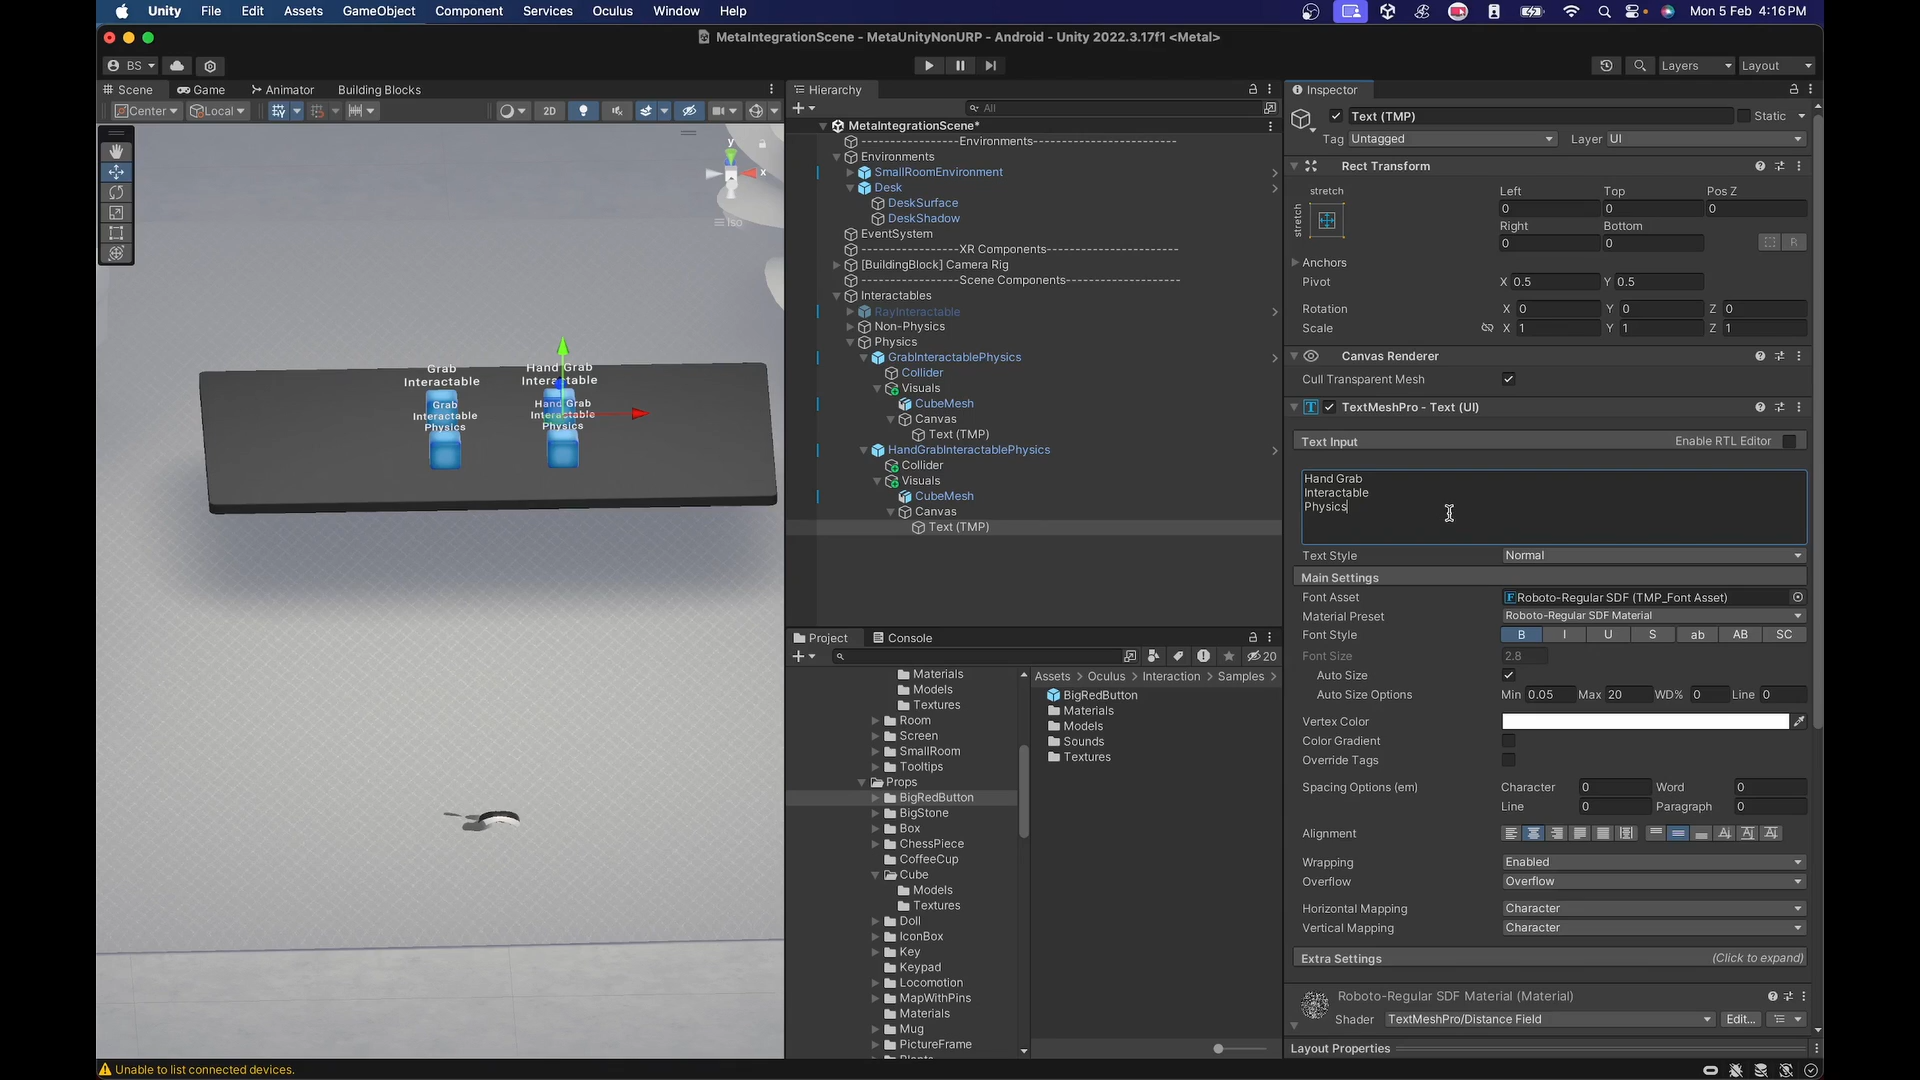 Unity File Edit Assets GameObject Component Services Oculus Window Help Mon 5 Feb 4:16 PM
MetaIntegrationScene - MetaUnityNonURP - Android - Unity 2022.3.17f1 <Metal>
BS Layers Layout
Scene Game Animator Building Blocks
Center Local 2D
y
x
Iso
Grab
Interactable
Hand Grab
Interactable
Grab
Interactable
Physics
Hand Grab
Interactable
Physics
Hierarchy
All
MetaIntegrationScene*
----------------Environments-------------------------
Environments
SmallRoomEnvironment
Desk
DeskSurface
DeskShadow
EventSystem
----------------XR Components----------------------
[BuildingBlock] Camera Rig
----------------Scene Components-------------------
Interactables
RayInteractable
Non-Physics
Physics
GrabInteractablePhysics
Collider
Visuals
CubeMesh
Canvas
Text (TMP)
HandGrabInteractablePhysics
Collider
Visuals
CubeMesh
Canvas
Text (TMP)
Project Console
20
Materials
Models
Textures
Room
Screen
SmallRoom
Tooltips
Props
BigRedButton
BigStone
Box
ChessPiece
CoffeeCup
Cube
Models
Textures
Doll
IconBox
Key
Keypad
Locomotion
MapWithPins
Materials
Mug
PictureFrame
Assets > Oculus > Interaction > Samples >
BigRedButton
Materials
Models
Sounds
Textures
Inspector
Text (TMP) Static
Tag Untagged Layer UI
Rect Transform
stretch Left Top Pos Z
stretch 0 0 0
Right Bottom
0 0 R
Anchors
Pivot X 0.5 Y 0.5
Rotation X 0 Y 0 Z 0
Scale X 1 Y 1 Z 1
Canvas Renderer
Cull Transparent Mesh
TextMeshPro - Text (UI)
Text Input Enable RTL Editor
Hand Grab
Interactable
Physics
Text Style Normal
Main Settings
Font Asset Roboto-Regular SDF (TMP_Font Asset)
Material Preset Roboto-Regular SDF Material
Font Style B I U S ab AB SC
Font Size 2.8
Auto Size
Auto Size Options Min 0.05 Max 20 WD% 0 Line 0
Vertex Color
Color Gradient
Override Tags
Spacing Options (em) Character 0 Word 0
Line 0 Paragraph 0
Alignment
Wrapping Enabled
Overflow Overflow
Horizontal Mapping Character
Vertical Mapping Character
Extra Settings (Click to expand)
Roboto-Regular SDF Material (Material)
Shader TextMeshPro/Distance Field Edit...
Layout Properties
Unable to list connected devices.